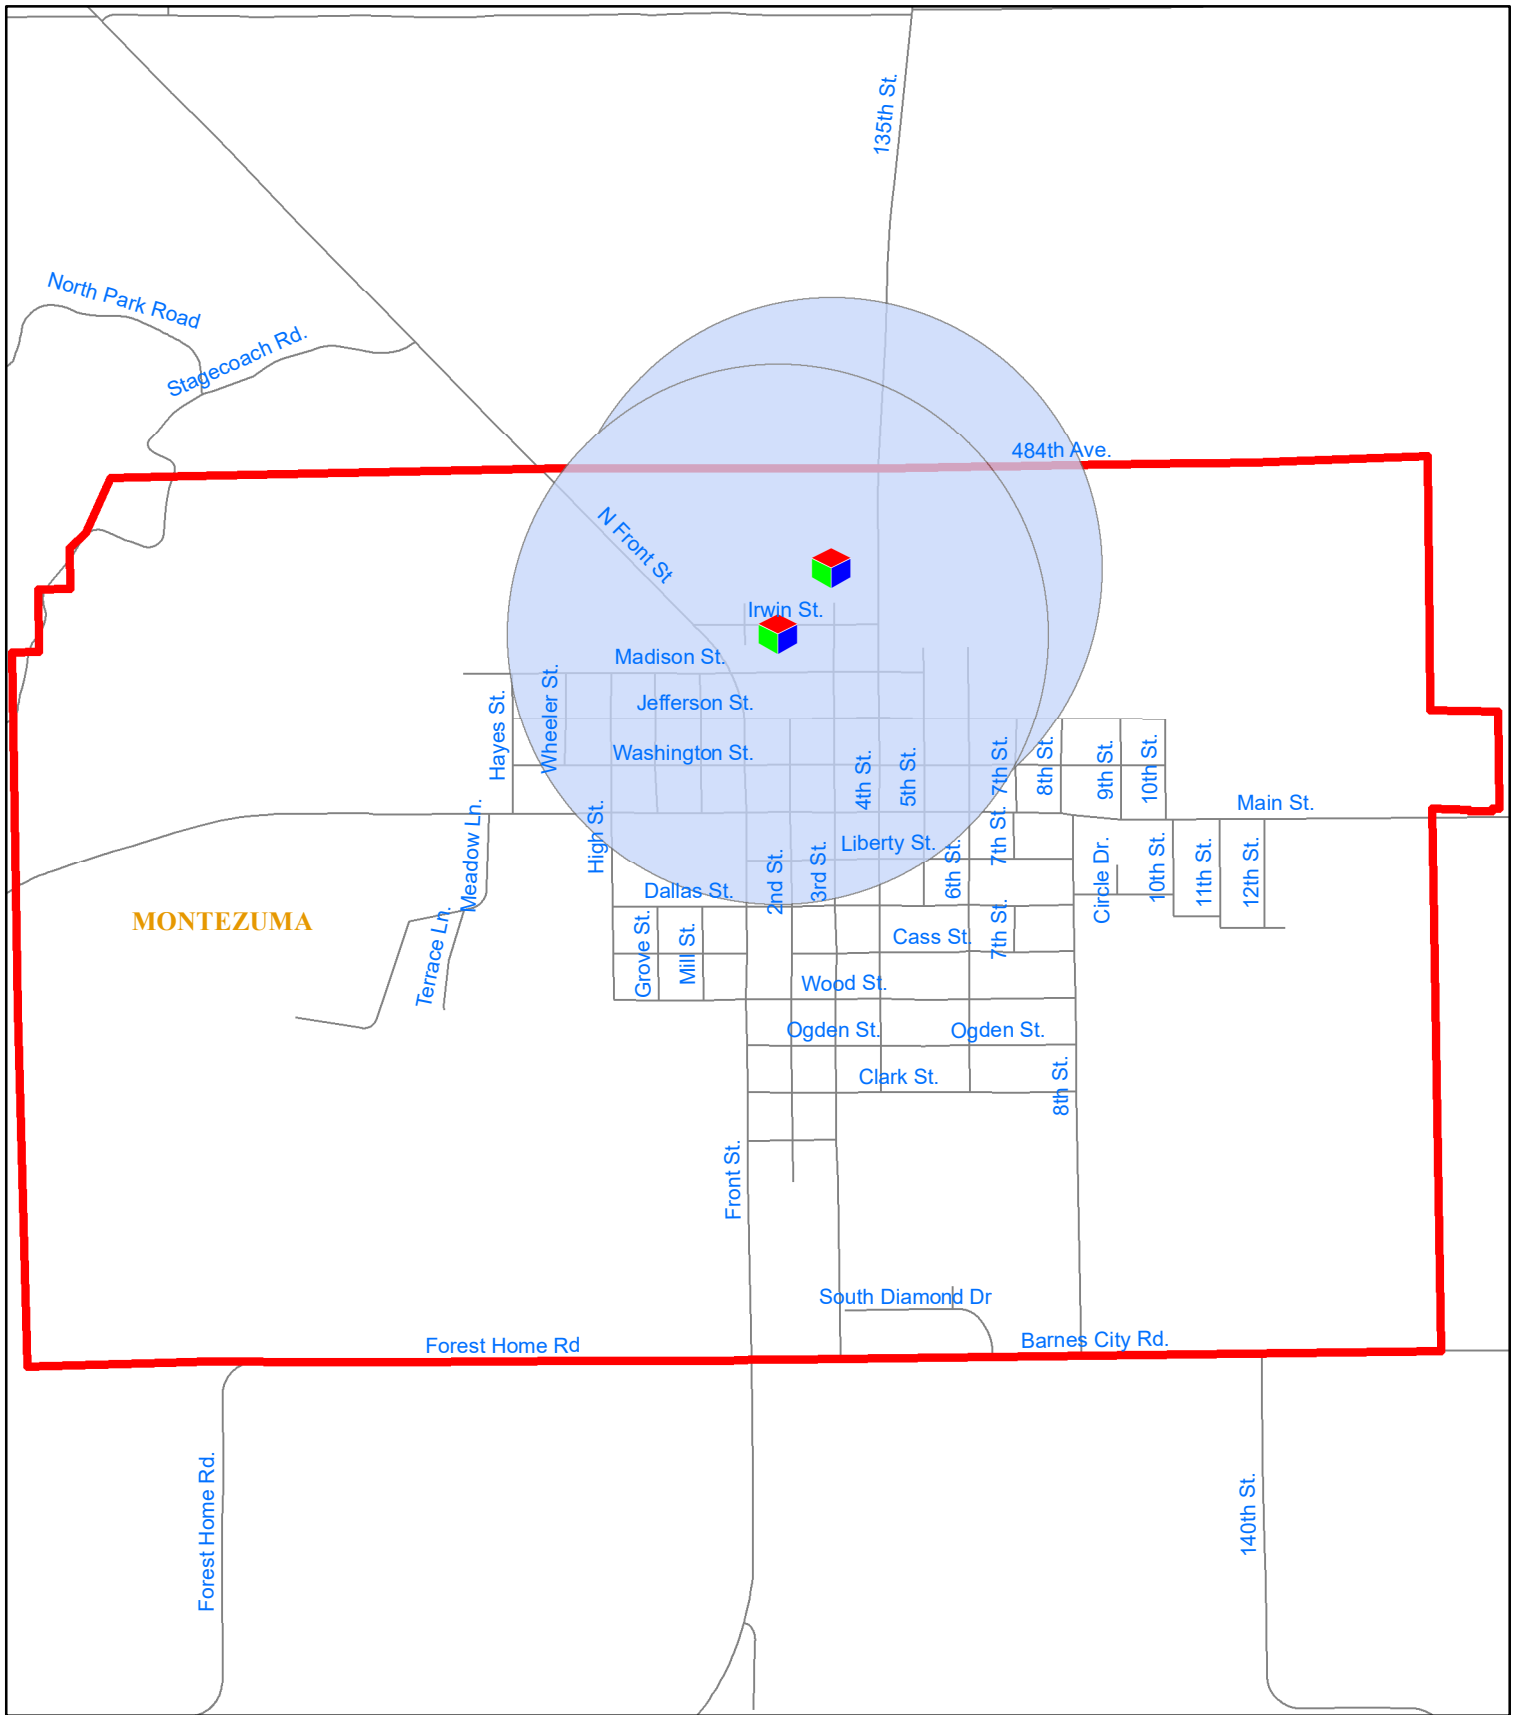 135th St.
North Park Road
Stagecoach Rd.
484th Ave.
N Front St
Irwin St.
Madison St.
Hayes St.
Wheeler St.
Jefferson St.
Washington St.
4th St.
5th St.
7th St.
8th St.
9th St.
10th St.
Main St.
Meadow Ln.
High St.
Liberty St.
7th St.
2nd St.
3rd St.
6th St.
Circle Dr.
10th St.
11th St.
12th St.
Dallas St.
MONTEZUMA
Terrace Ln.
Grove St.
Mill St.
Cass St.
7th St.
Wood St.
Ogden St.
Ogden St.
Clark St.
8th St.
Front St.
South Diamond Dr
Forest Home Rd
Barnes City Rd.
Forest Home Rd.
140th St.